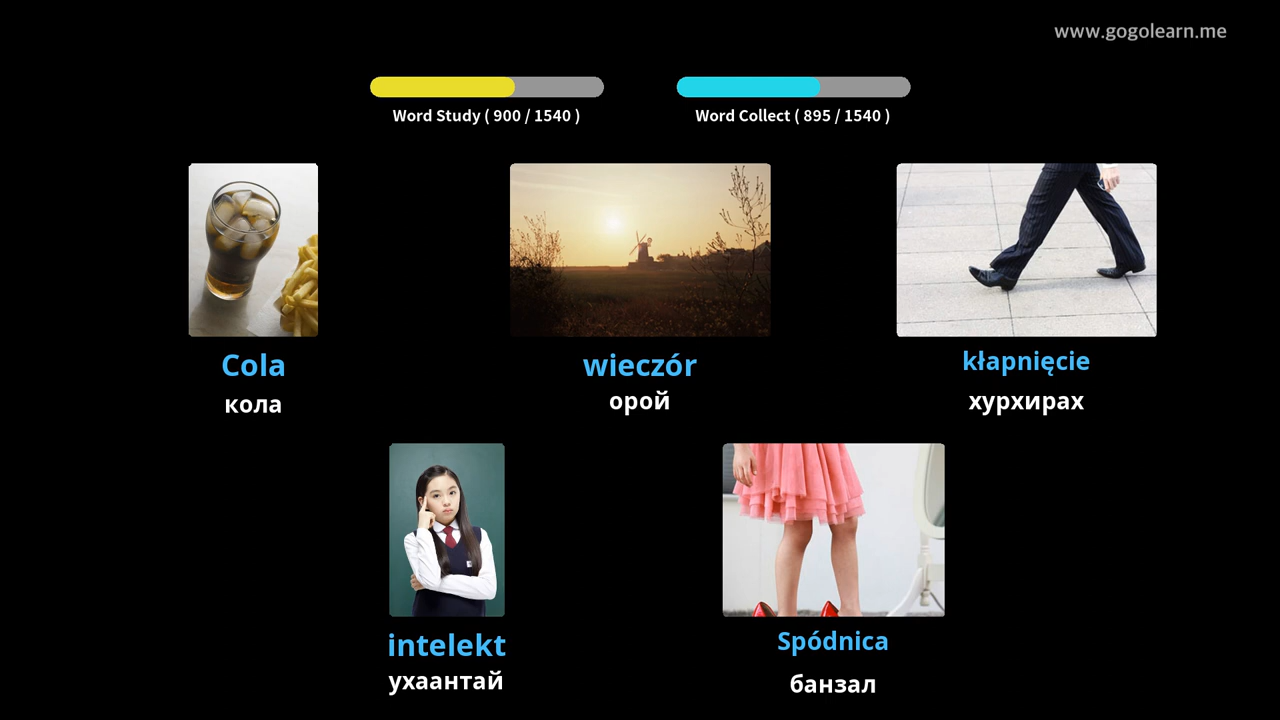 www.gogolearn.me
Word Study ( 900 / 1540 )
Word Collect ( 895 / 1540 )
Cola
кола
wieczór
орой
kłapnięcie
хурхирах
intelekt
ухаантай
Spódnica
банзал